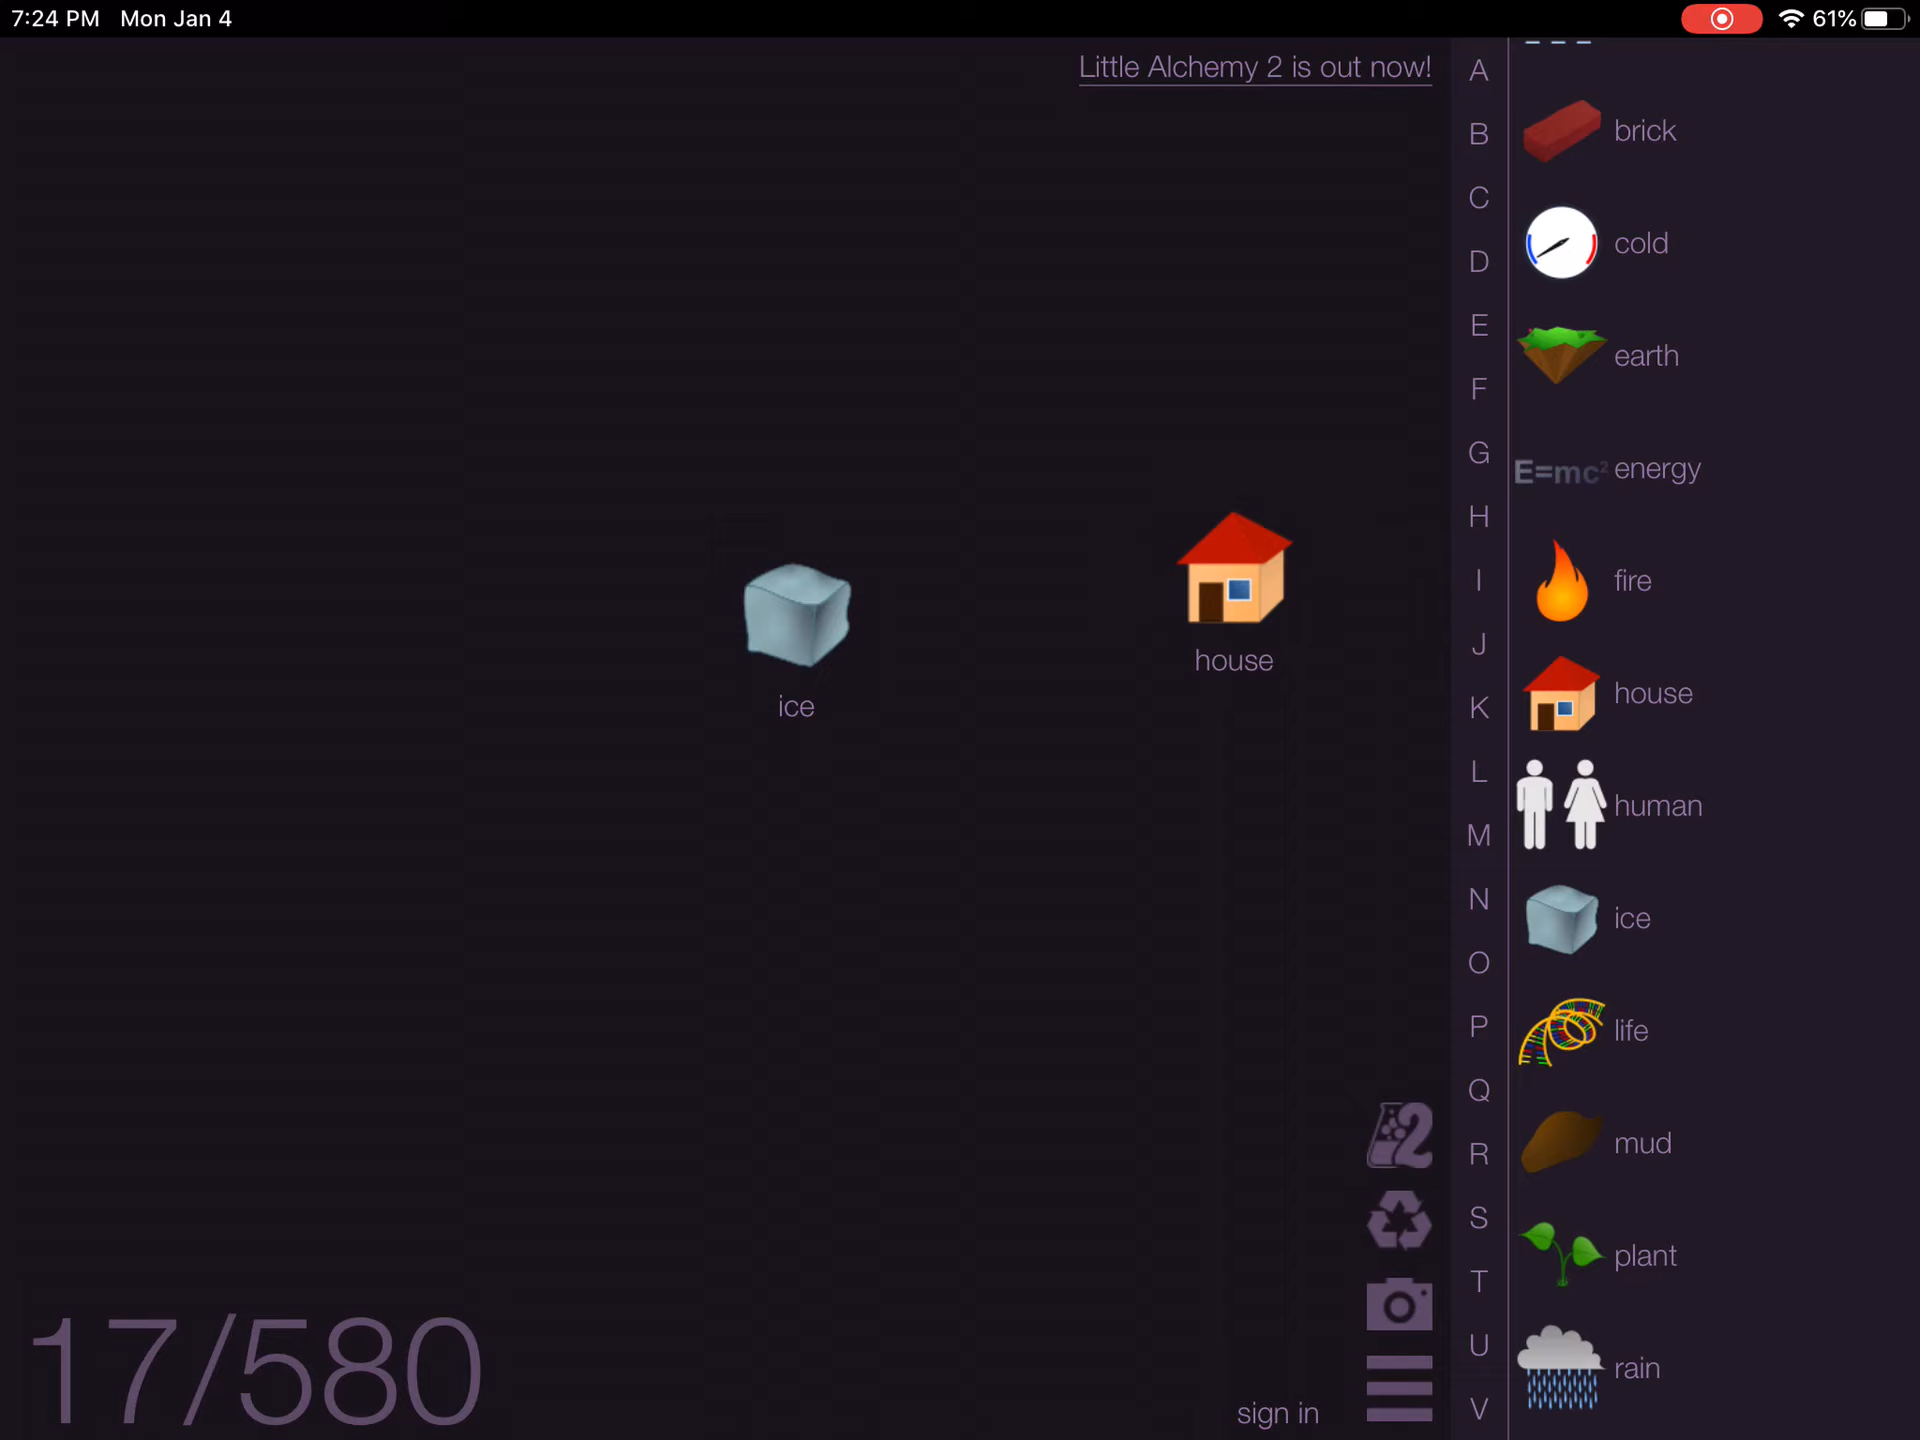 7:24 PM Mon Jan 4
61%
Little Alchemy 2 is out now!
A
B
C
D
E
F
G
H
I
J
K
L
M
N
O
P
Q
R
S
T
U
V
brick
cold
earth
E=mc² energy
fire
house
human
ice
life
mud
plant
rain
house
ice
2
17/580
sign in